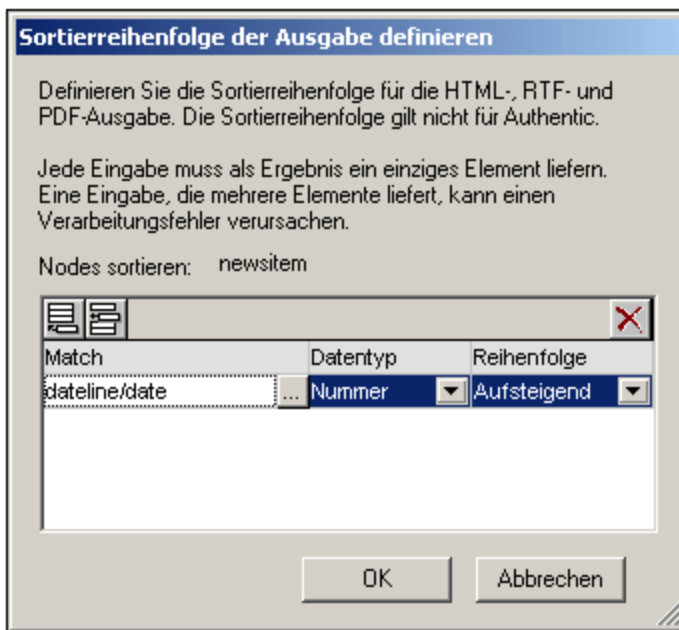 Sortierreihenfolge der Ausgabe definieren
Definieren Sie die Sortierreihenfolge für die HTML-, RTF- und
PDF-Ausgabe. Die Sortierreihenfolge gilt nicht für Authentic.
Jede Eingabe muss als Ergebnis ein einziges Element liefern.
Eine Eingabe, die mehrere Elemente liefert, kann einen
Verarbeitungsfehler verursachen.
Nodes sortieren: newsitem
Match Datentyp Reihenfolge
dateline/date ... Nummer Aufsteigend
OK Abbrechen